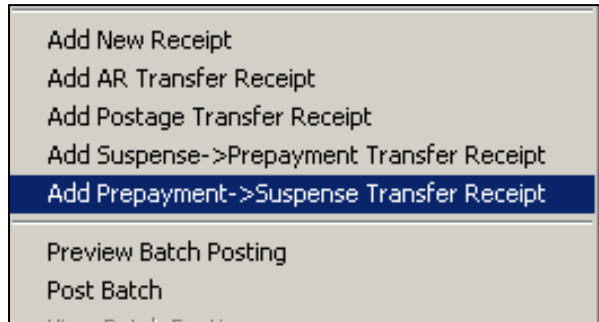 Add New Receipt
Add AR Transfer Receipt
Add Postage Transfer Receipt
Add Suspense->Prepayment Transfer Receipt
Add Prepayment->Suspense Transfer Receipt
Preview Batch Posting
Post Batch